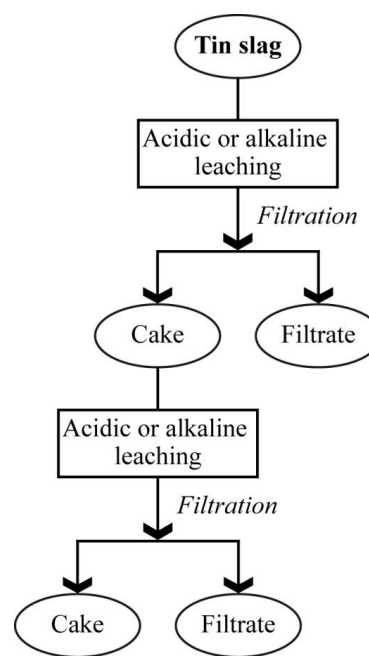 Tin slag
Acidic or alkaline
leaching
Filtration
Cake
Filtrate
Acidic or alkaline
leaching
Filtration
Cake
Filtrate